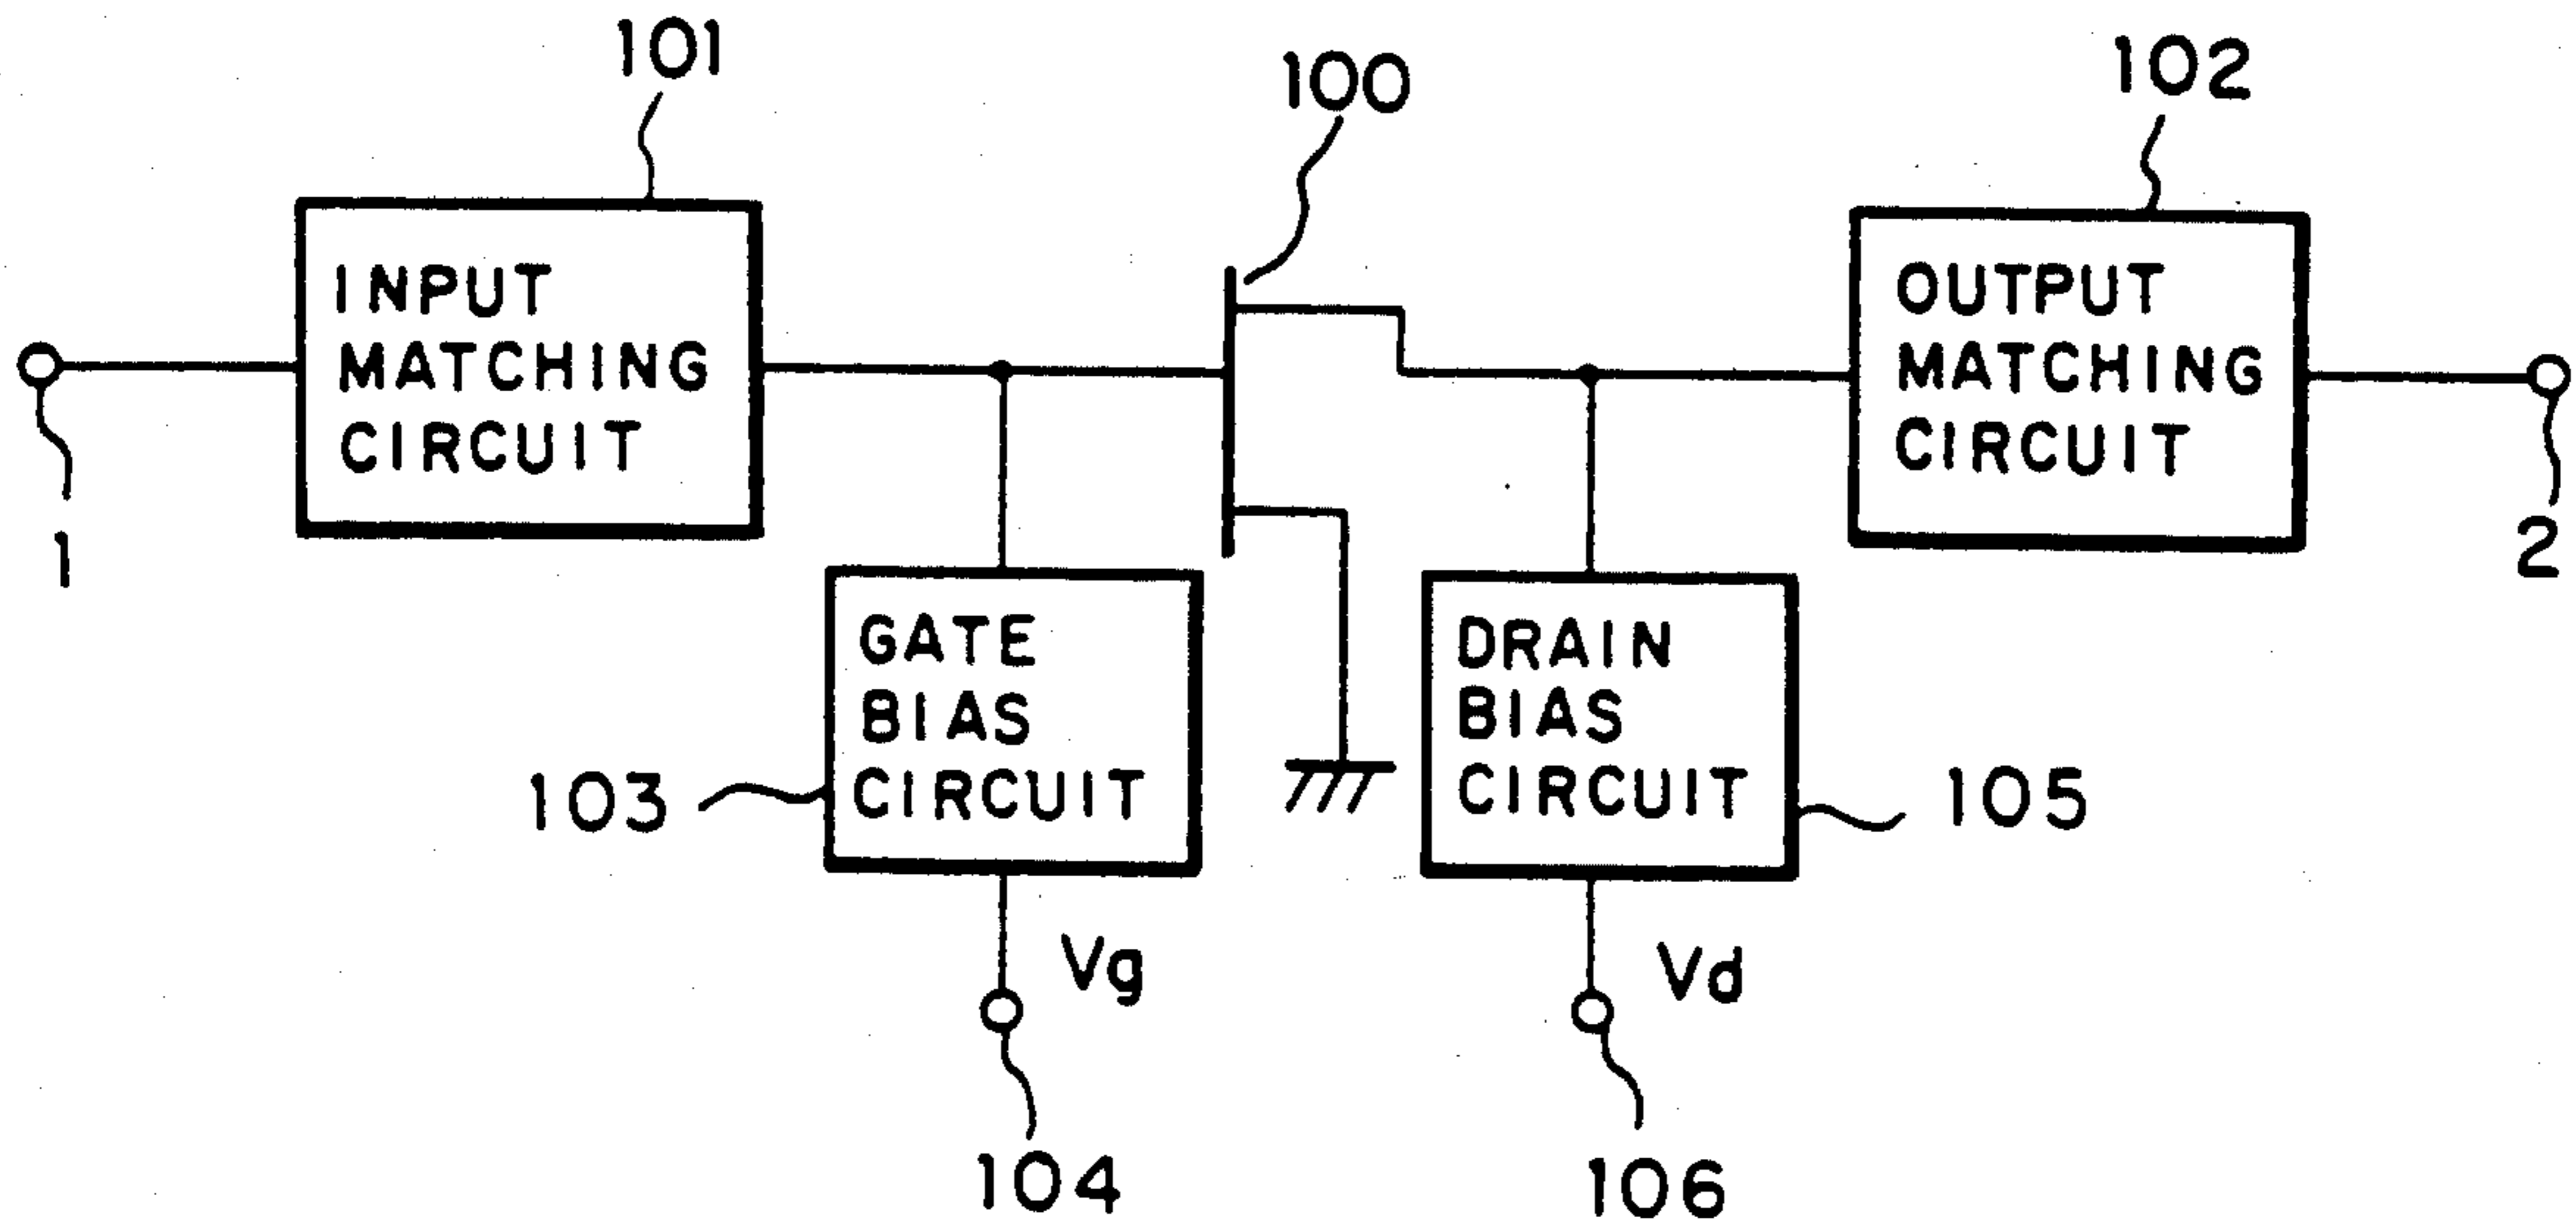 101
100
102
INPUT
MATCHING
CIRCUIT
OUTPUT
MATCHING
CIRCUIT
1
2
GATE
BIAS
CIRCUIT
DRAIN
BIAS
CIRCUIT
103
105
Vg
Vd
104
106